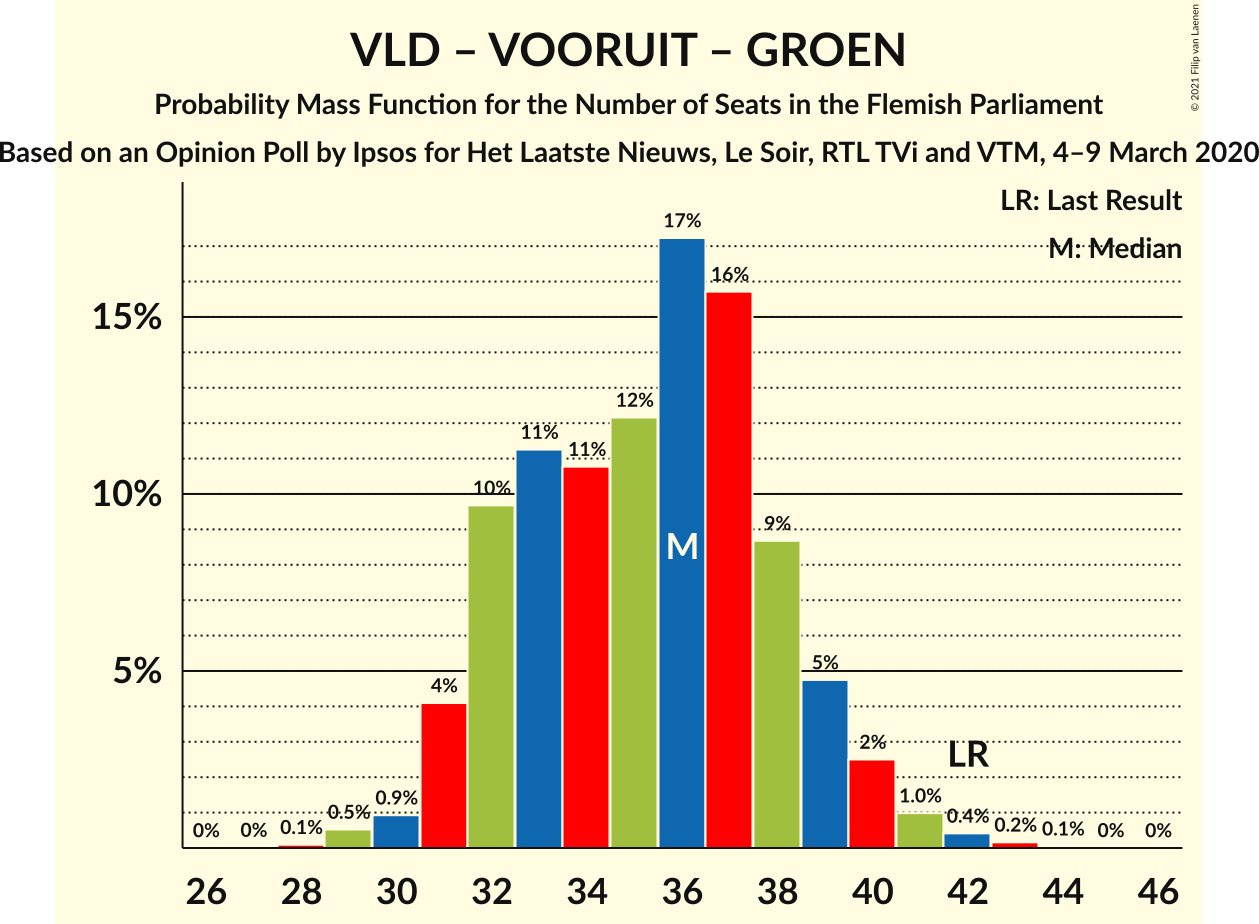 VLD – VOORUIT – GROEN
Probability Mass Function for the Number of Seats in the Flemish Parliament
Based on an Opinion Poll by Ipsos for Het Laatste Nieuws, Le Soir, RTL TVi and VTM, 4–9 March 2020
© 2021 Filip van Laenen
LR: Last Result
M: Median
17%
16%
15%
12%
11%
11%
10%
10%
9%
M
5%
5%
4%
2%
LR
1.0%
0.9%
0.5%
0.4%
0.2%
0.1%
0.1%
0%
0%
0%
0%
26 28 30 32 34 36 38 40 42 44 46